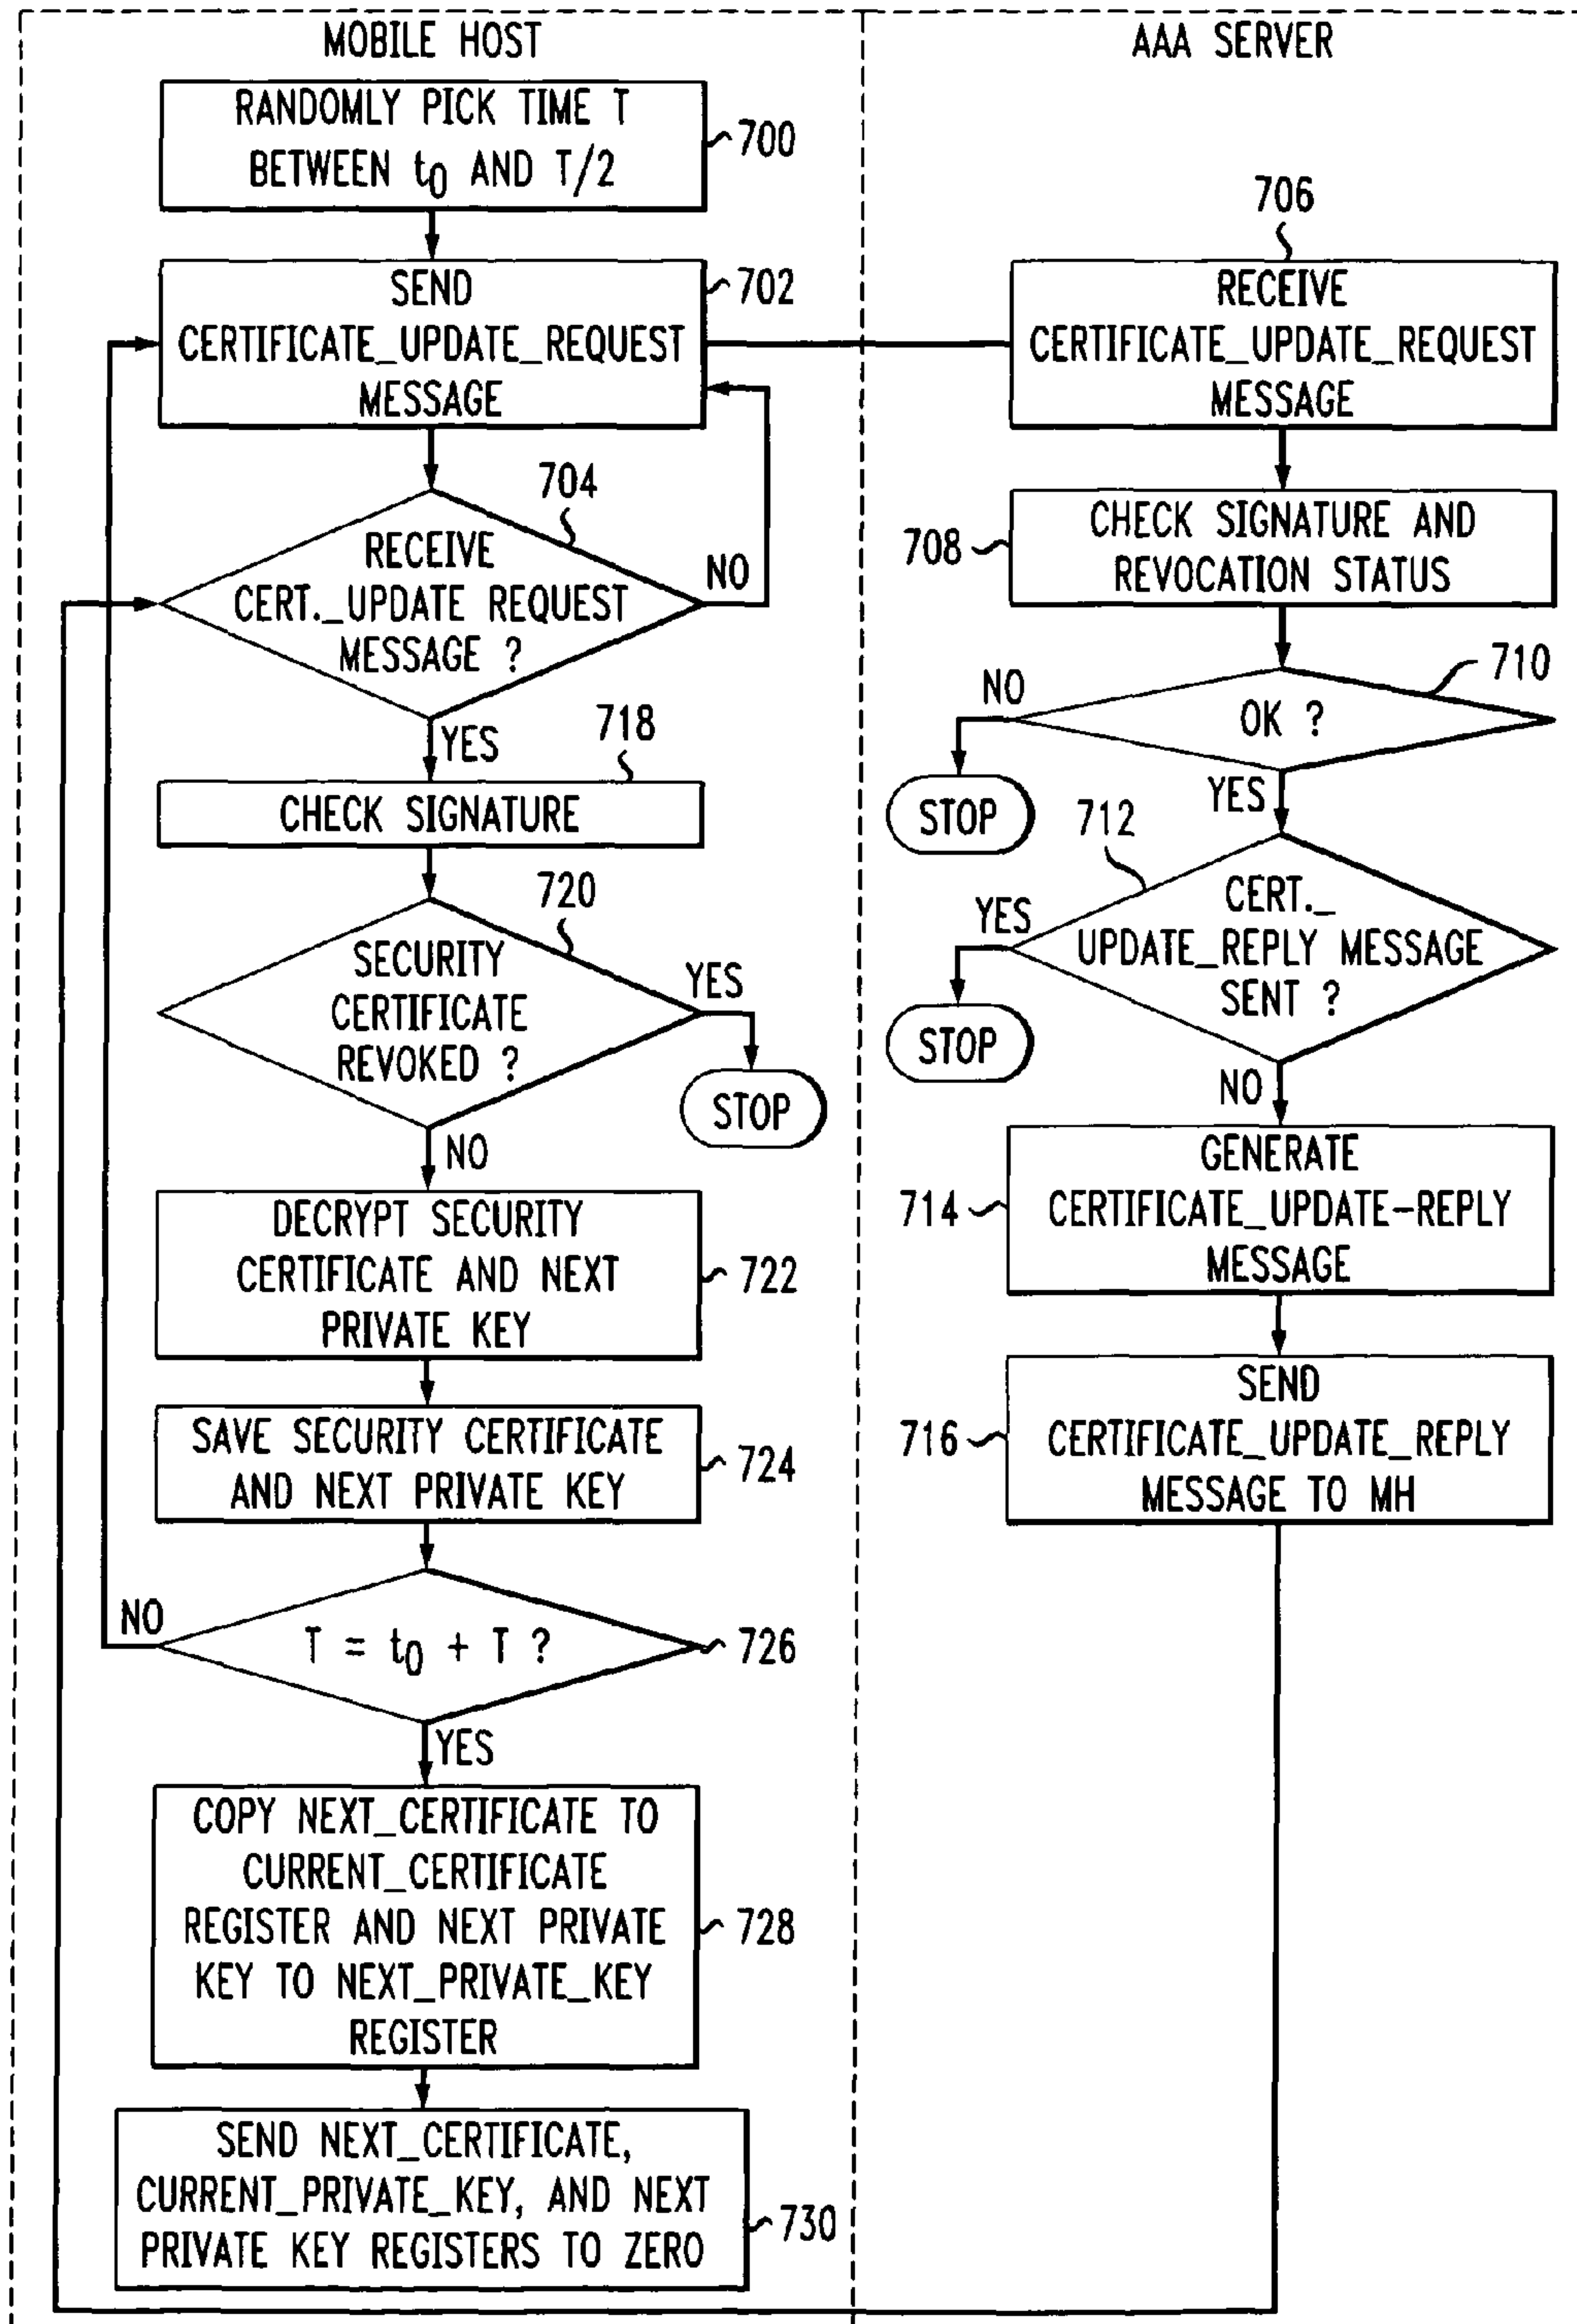 MOBILE HOST
RANDOMLY PICK TIME T
BETWEEN t0 AND T/2
700
SEND
CERTIFICATE_UPDATE_REQUEST
MESSAGE
702
704
RECEIVE
CERT._UPDATE REQUEST
MESSAGE ?
NO
YES
718
CHECK SIGNATURE
720
SECURITY
CERTIFICATE
REVOKED ?
YES
STOP
NO
DECRYPT SECURITY
CERTIFICATE AND NEXT
PRIVATE KEY
722
SAVE SECURITY CERTIFICATE
AND NEXT PRIVATE KEY
724
NO
T = t0 + T ?
726
YES
COPY NEXT_CERTIFICATE TO
CURRENT_CERTIFICATE
REGISTER AND NEXT PRIVATE
KEY TO NEXT_PRIVATE_KEY
REGISTER
728
SEND NEXT_CERTIFICATE,
CURRENT_PRIVATE_KEY, AND NEXT
PRIVATE KEY REGISTERS TO ZERO
730
AAA SERVER
706
RECEIVE
CERTIFICATE_UPDATE_REQUEST
MESSAGE
708
CHECK SIGNATURE AND
REVOCATION STATUS
710
NO
OK ?
STOP
YES
712
YES
CERT._
UPDATE_REPLY MESSAGE
SENT ?
STOP
NO
714
GENERATE
CERTIFICATE_UPDATE-REPLY
MESSAGE
716
SEND
CERTIFICATE_UPDATE_REPLY
MESSAGE TO MH